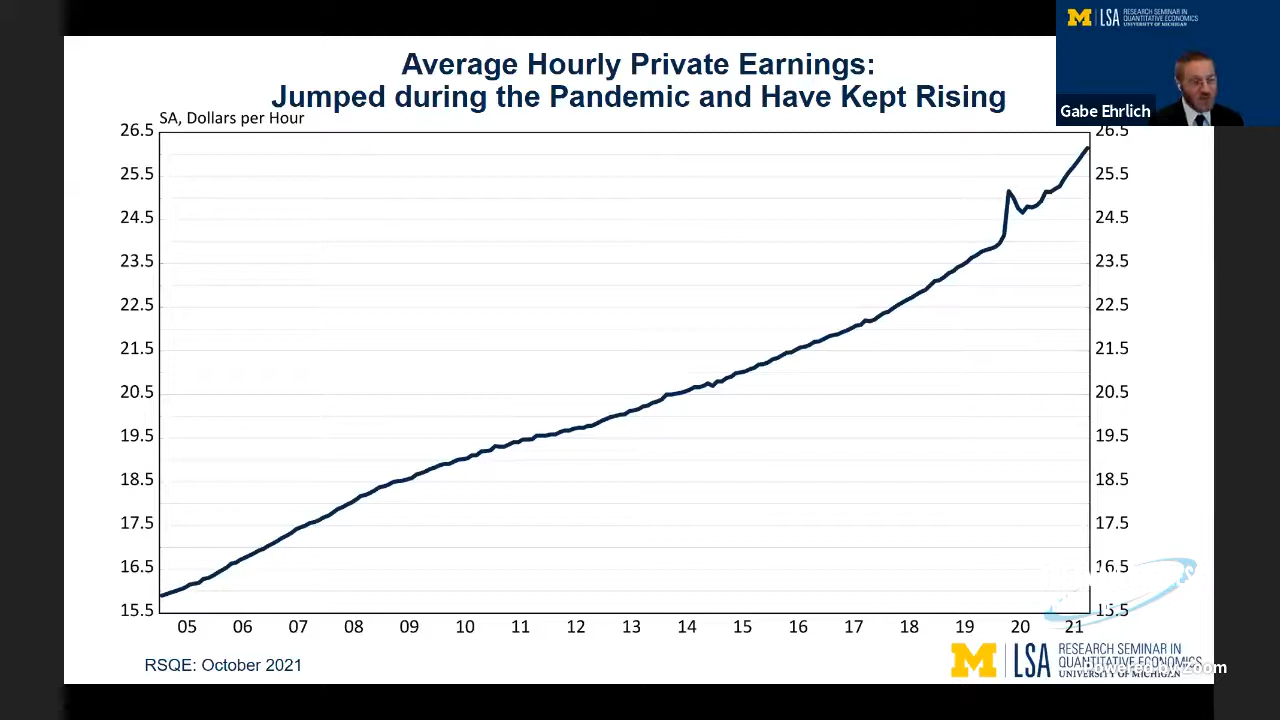 M LSA RESEARCH SEMINAR IN
QUANTITATIVE ECONOMICS
UNIVERSITY OF MICHIGAN
Gabe Ehrlich
Average Hourly Private Earnings:
Jumped during the Pandemic and Have Kept Rising
SA, Dollars per Hour
26.5 26.5
25.5 25.5
24.5 24.5
23.5 23.5
22.5 22.5
21.5 21.5
20.5 20.5
19.5 19.5
18.5 18.5
17.5 17.5
16.5 16.5
15.5 15.5
05 06 07 08 09 10 11 12 13 14 15 16 17 18 19 20 21
RSQE: October 2021
M LSA RESEARCH SEMINAR IN
QUANTITATIVE ECONOMICS
UNIVERSITY OF MICHIGAN
Powered by Zoom